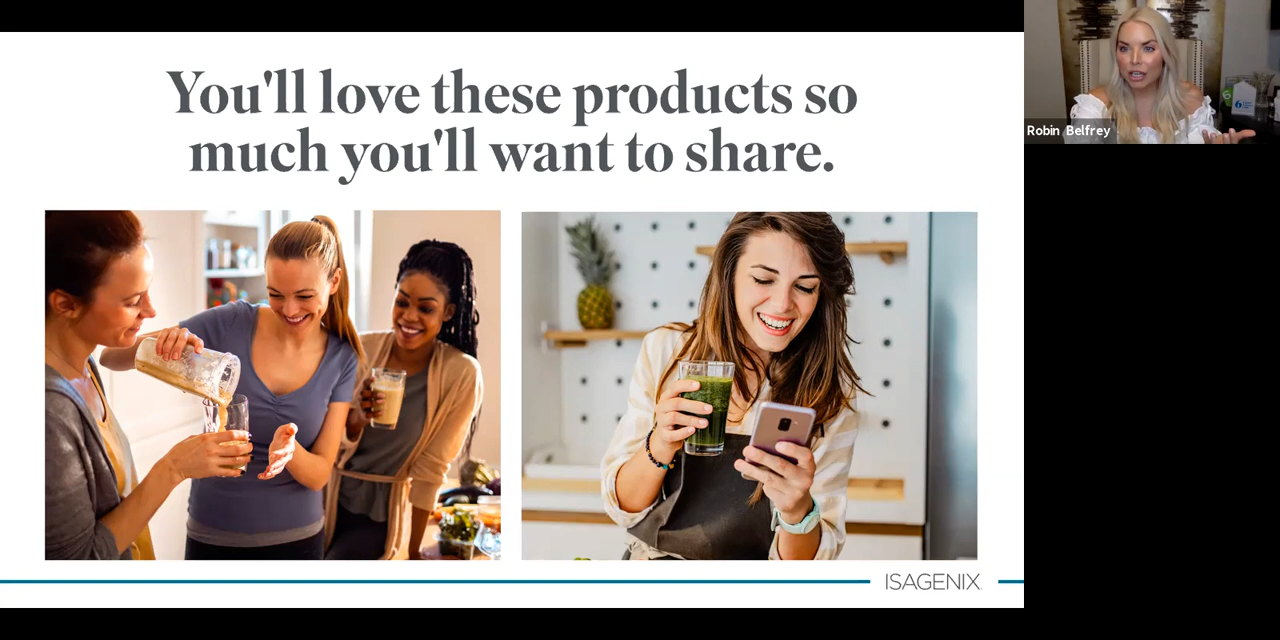 You'll love these products so
much you'll want to share.
ISAGENIX
Robin Belfrey